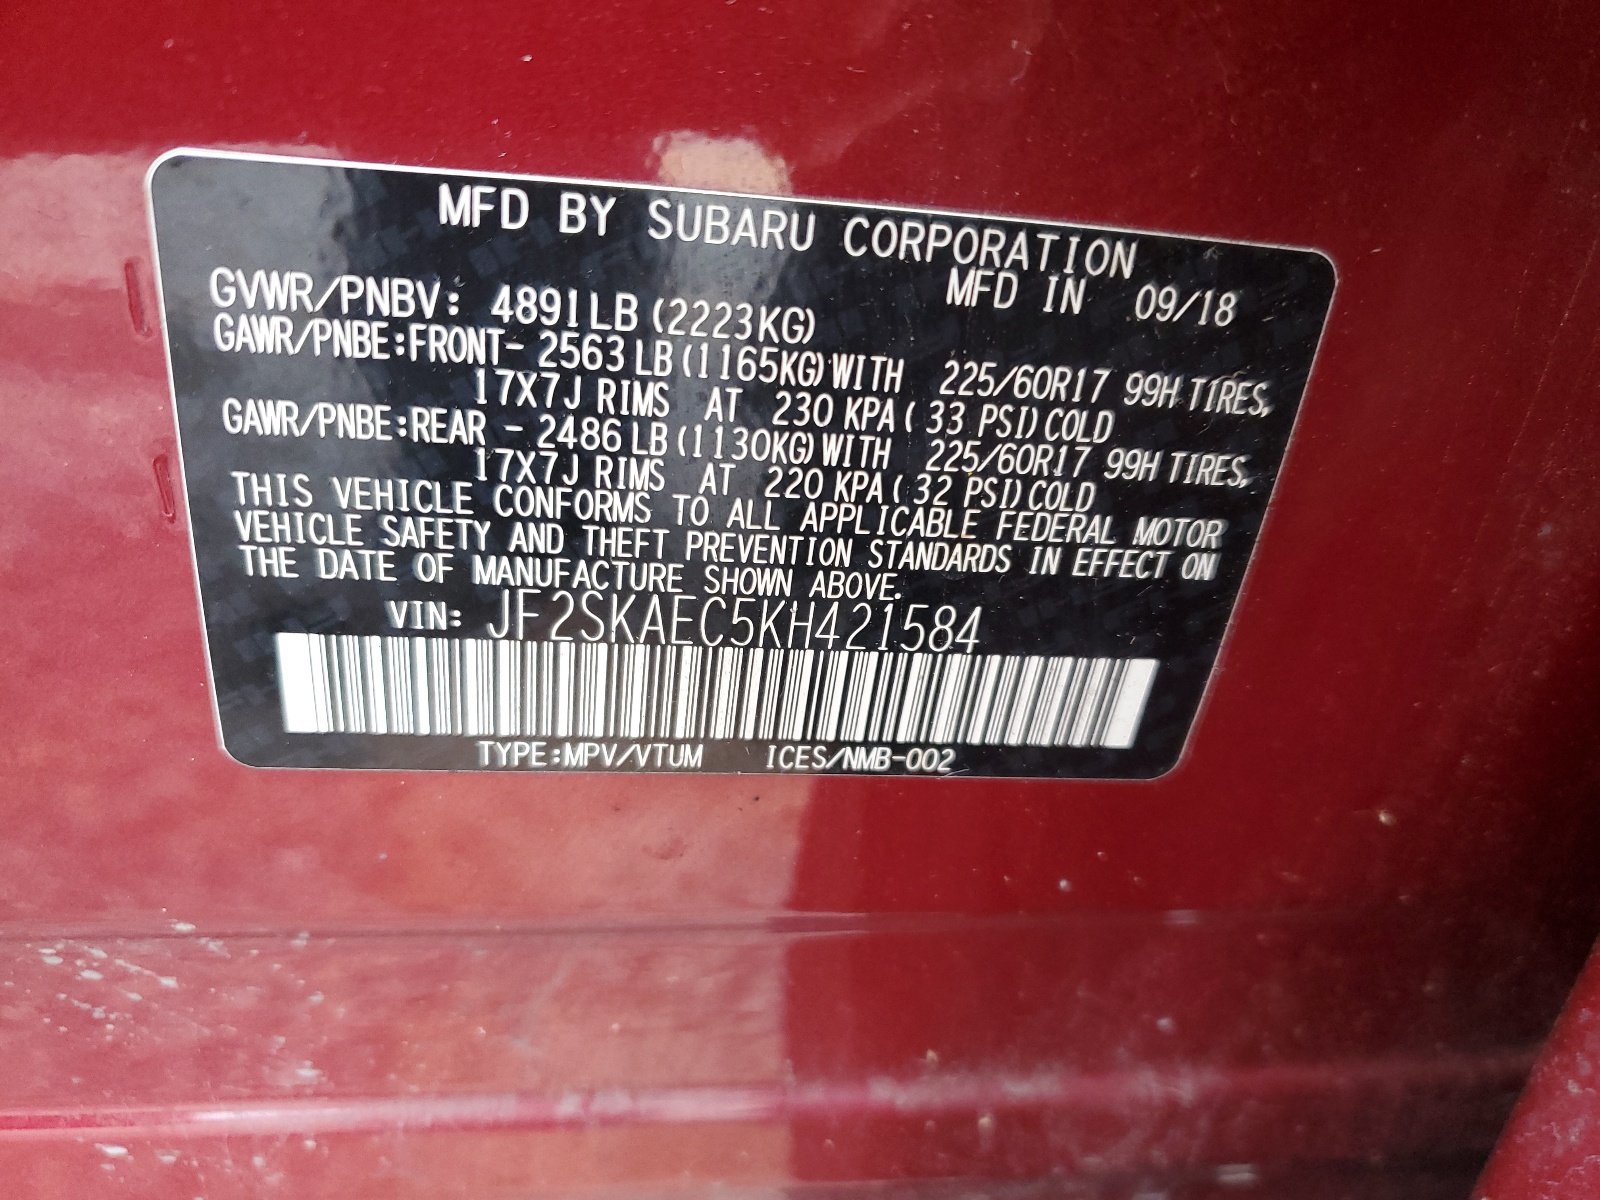 MFD BY SUBARU CORPORATION
MFD IN 09/18
GVWR/PNBV: 4891LB (2223KG)
GAWR/PNBE:FRONT- 2563 LB (1165KG) WITH 225/60R17 99H TIRES,
17X7J RIMS AT 230 KPA ( 33 PSI) COLD
GAWR/PNBE:REAR - 2486 LB (1130KG) WITH 225/60R17 99H TIRES,
17X7J RIMS AT 220 KPA ( 32 PSI) COLD
THIS VEHICLE CONFORMS TO ALL APPLICABLE FEDERAL MOTOR
VEHICLE SAFETY AND THEFT PREVENTION STANDARDS IN EFFECT ON
THE DATE OF MANUFACTURE SHOWN ABOVE.
VIN: JF2SKAEC5KH421584
TYPE:MPV/VTUM ICES/NMB-002